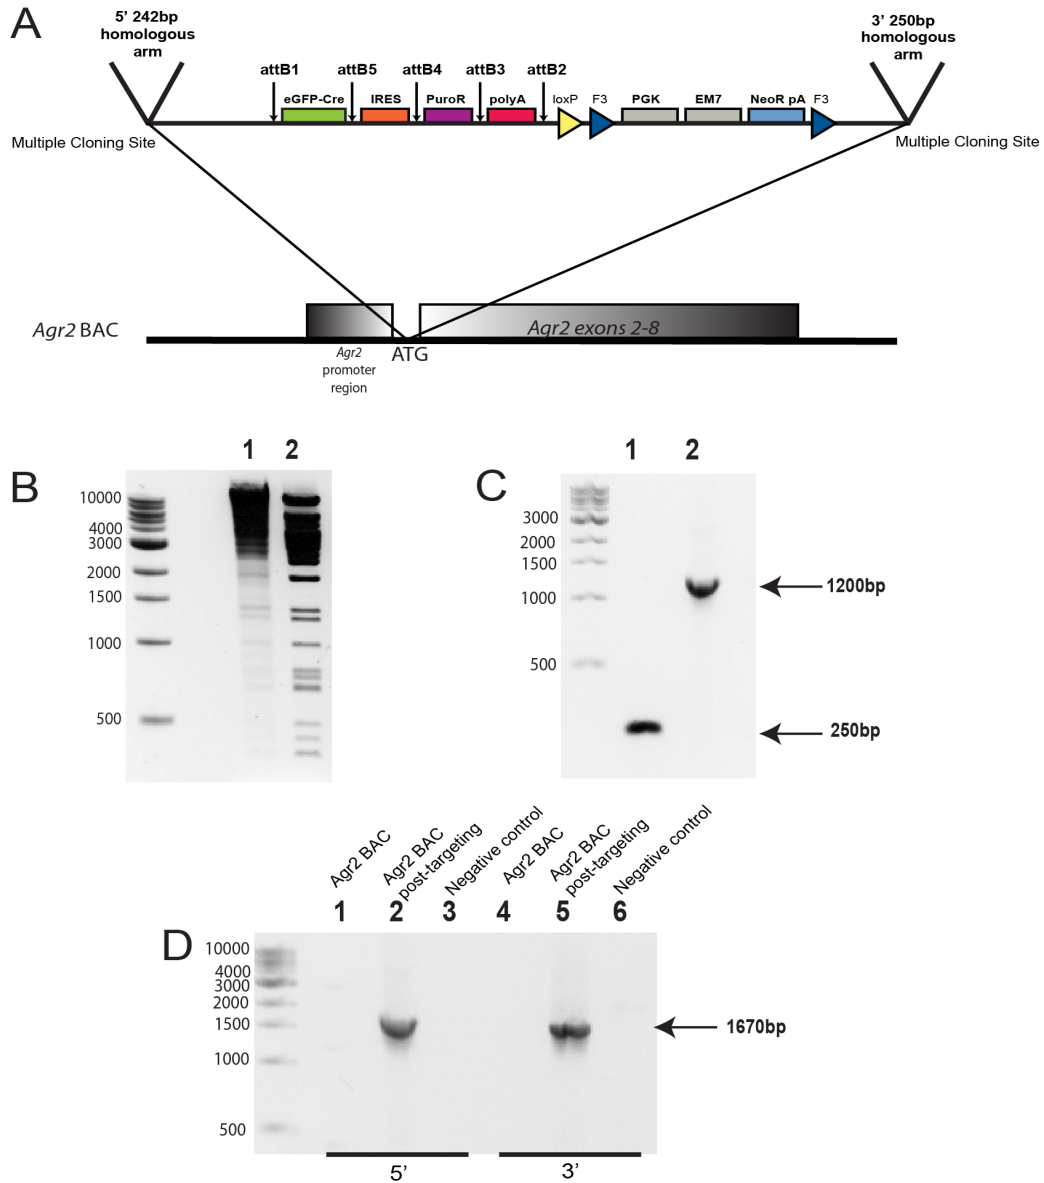 A
5’ 242bp
homologous
arm
3’ 250bp
homologous
arm
attB1
attB5
attB4
attB3
attB2
eGFP-Cre
IRES
PuroR
polyA
loxP
F3
PGK
EM7
NeoR pA
F3
Multiple Cloning Site
Multiple Cloning Site
Agr2 BAC
Agr2 exons 2-8
Agr2
promoter
region
ATG
B
1
2
10000
4000
3000
2000
1500
1000
500
C
1
2
3000
2000
1500
1000
500
1200bp
250bp
D
Agr2 BAC
Agr2 BAC
post-targeting
Negative control
Agr2 BAC
Agr2 BAC
post-targeting
Negative control
1
2
3
4
5
6
10000
4000
3000
2000
1500
1000
500
1670bp
5’
3’